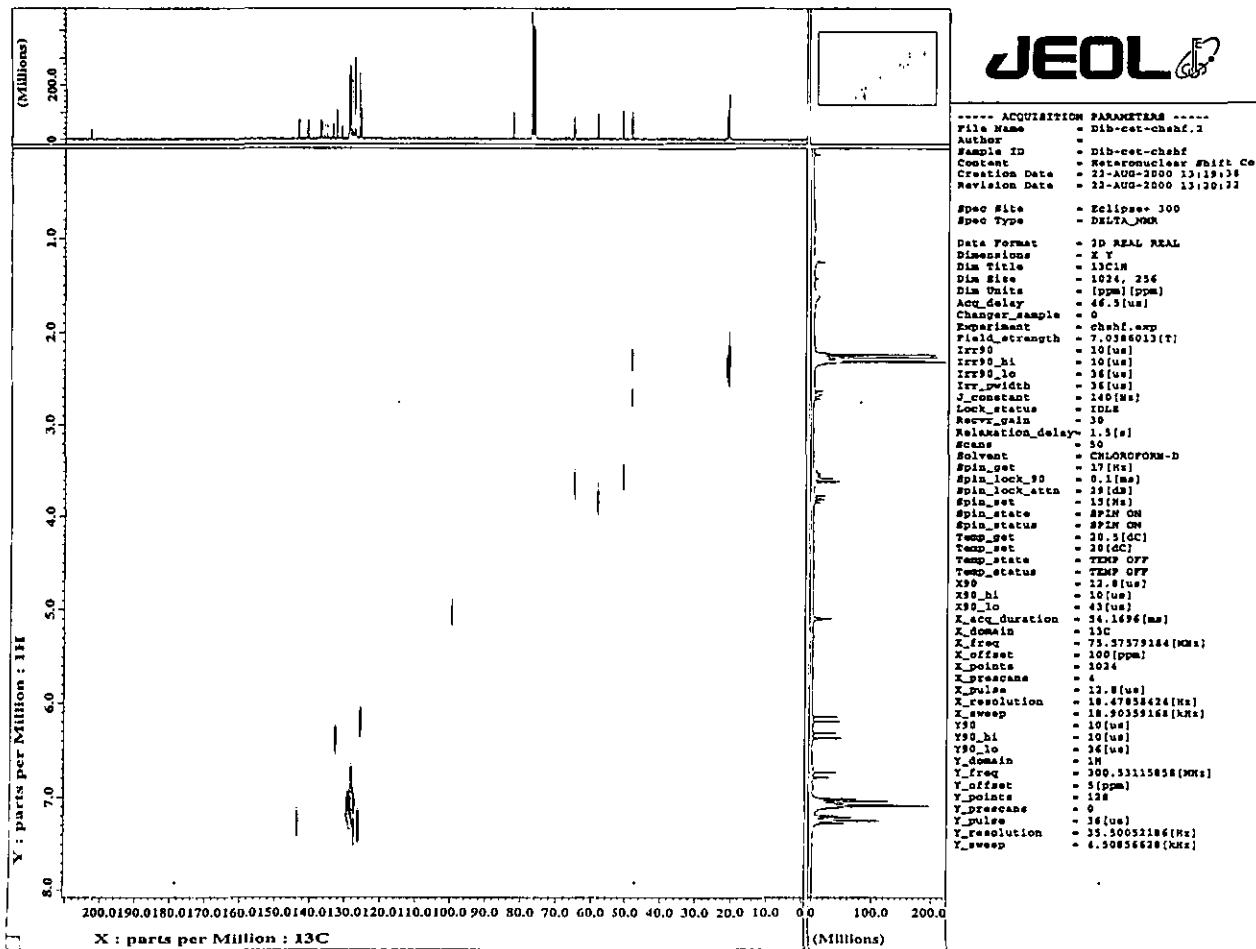 (Millions)
200.0
0
JEOL
----- ACQUISITION PARAMETERS -----
File Name = Dib-cet-chshf.2
Author =
Sample ID = Dib-cet-chshf
Content = Heteronuclear Shift Co
Creation Date = 22-AUG-2000 13:19:38
Revision Date = 22-AUG-2000 13:20:22
Spec Site = Eclipse+ 300
Spec Type = DELTA_NMR
Data Format = 2D REAL REAL
Dimensions = X Y
Dim Title = 13C1H
Dim Size = 1024, 256
Dim Units = [ppm][ppm]
Acq_delay = 46.5[us]
Changer_sample = 0
Experiment = chshf.exp
Field_strength = 7.0586013[T]
Irr90 = 10[us]
Irr90_hi = 10[us]
Irr90_lo = 36[us]
Irr_pwidth = 36[us]
J_constant = 140[Hz]
Lock_status = IDLE
Recvr_gain = 30
Relaxation_delay= 1.5[s]
Scans = 50
Solvent = CHLOROFORM-D
Spin_get = 17[Hz]
Spin_lock_90 = 0.1[ms]
Spin_lock_attn = 29[dB]
Spin_set = 15[Hz]
Spin_state = SPIN ON
Spin_status = SPIN ON
Temp_get = 20.5[dC]
Temp_set = 20[dC]
Temp_state = TEMP OFF
Temp_status = TEMP OFF
X90 = 12.8[us]
X90_hi = 10[us]
X90_lo = 43[us]
X_acq_duration = 54.1696[ms]
X_domain = 13C
X_freq = 75.57579184[MHz]
X_offset = 100[ppm]
X_points = 1024
X_prescans = 4
X_pulse = 12.8[us]
X_resolution = 18.47858424[Hz]
X_sweep = 18.90359168[kHz]
Y90 = 10[us]
Y90_hi = 10[us]
Y90_lo = 36[us]
Y_domain = 1H
Y_freq = 300.53115858[MHz]
Y_offset = 5[ppm]
Y_points = 128
Y_prescans = 0
Y_pulse = 36[us]
Y_resolution = 35.50052186[Hz]
Y_sweep = 4.50856628[kHz]
1.0
2.0
3.0
4.0
5.0
6.0
7.0
8.0
Y : parts per Million : 1H
200.0190.0180.0170.0160.0150.0140.0130.0120.0110.0100.0 90.0 80.0 70.0 60.0 50.0 40.0 30.0 20.0 10.0 0
0.0 100.0 200.0
X : parts per Million : 13C
(Millions)